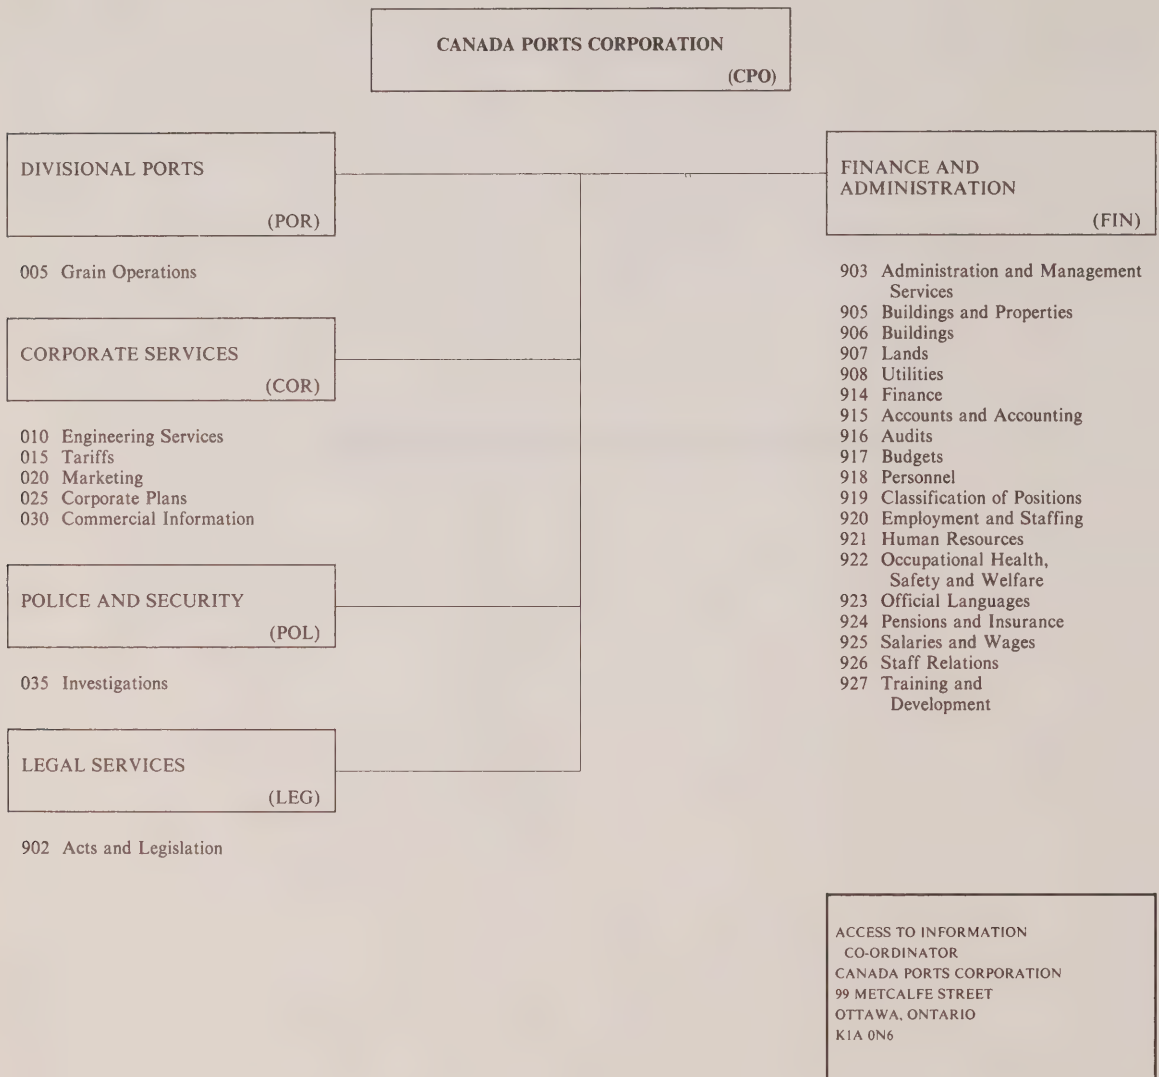 CANADA PORTS CORPORATION
(CPO)
DIVISIONAL PORTS
(POR)
005 Grain Operations
CORPORATE SERVICES
(COR)
010 Engineering Services
015 Tariffs
020 Marketing
025 Corporate Plans
030 Commercial Information
POLICE AND SECURITY
(POL)
035 Investigations
LEGAL SERVICES
(LEG)
902 Acts and Legislation
FINANCE AND
ADMINISTRATION
(FIN)
903 Administration and Management
Services
905 Buildings and Properties
906 Buildings
907 Lands
908 Utilities
914 Finance
915 Accounts and Accounting
916 Audits
917 Budgets
918 Personnel
919 Classification of Positions
920 Employment and Staffing
921 Human Resources
922 Occupational Health,
Safety and Welfare
923 Official Languages
924 Pensions and Insurance
925 Salaries and Wages
926 Staff Relations
927 Training and
Development
ACCESS TO INFORMATION
CO-ORDINATOR
CANADA PORTS CORPORATION
99 METCALFE STREET
OTTAWA, ONTARIO
K1A 0N6